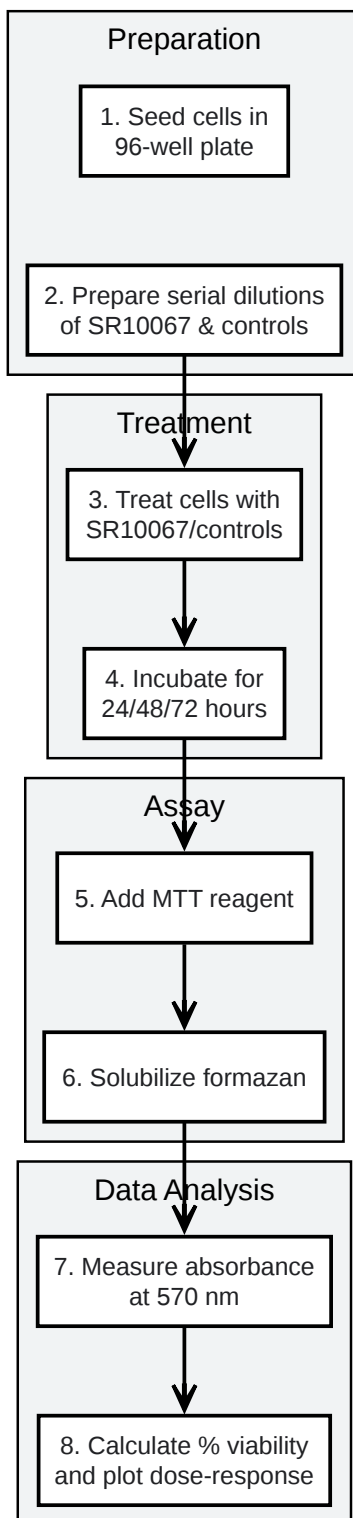 Preparation
1. Seed cells in
96-well plate
2. Prepare serial dilutions
of SR10067 & controls
Treatment
3. Treat cells with
SR10067/controls
4. Incubate for
24/48/72 hours
Assay
5. Add MTT reagent
6. Solubilize formazan
Data Analysis
7. Measure absorbance
at 570 nm
8. Calculate % viability
and plot dose-response